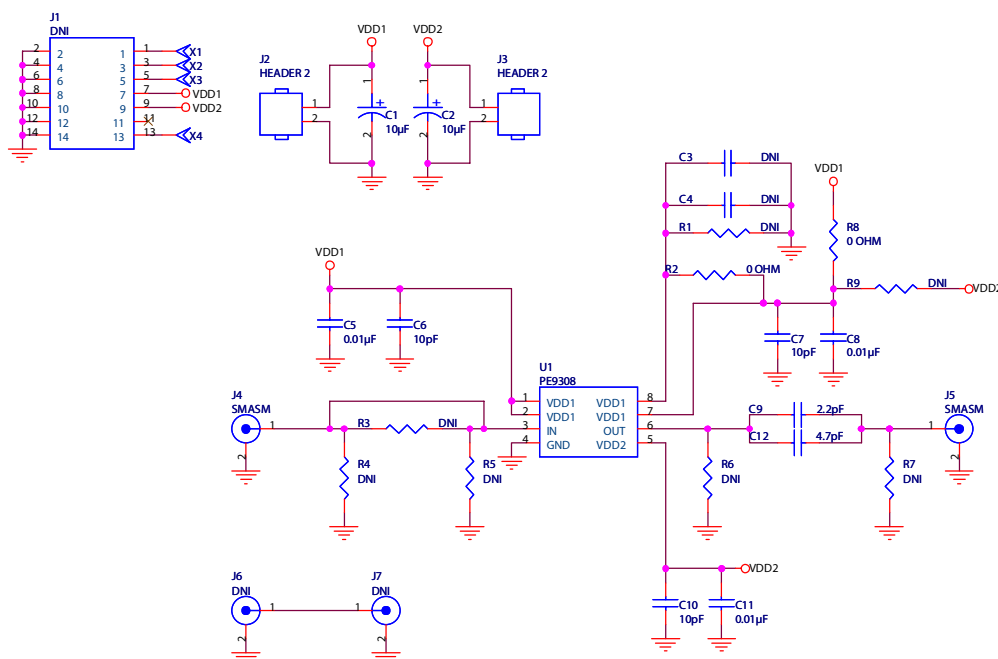 J1
DNI
2 2 1 1 X1
4 4 3 3 X2
6 6 5 5 X3
8 8 7 7 VDD1
10 10 9 9 VDD2
12 12 11 11
14 14 13 13 X4
VDD1 VDD2
J2
HEADER 2
J3
HEADER 2
1 1 + + 1 1
2 C1 C2 2
10µF 10µF
2 2
C3 DNI
C4 DNI
R1 DNI
R2 0 OHM
VDD1
R8
0 OHM
R9 DNI VDD2
C7
10pF
C8
0.01µF
VDD1
C5
0.01µF
C6
10pF
U1
PE9308
1 VDD1 VDD1 8
2 VDD1 VDD1 7
3 IN OUT 6
4 GND VDD2 5
J4
SMASM
1
2
R3 DNI
R4
DNI
R5
DNI
C9 2.2pF
C12 4.7pF
R6
DNI
R7
DNI
J5
SMASM
1
2
J6
DNI
1
2
J7
DNI
1
2
VDD2
C10
10pF
C11
0.01µF